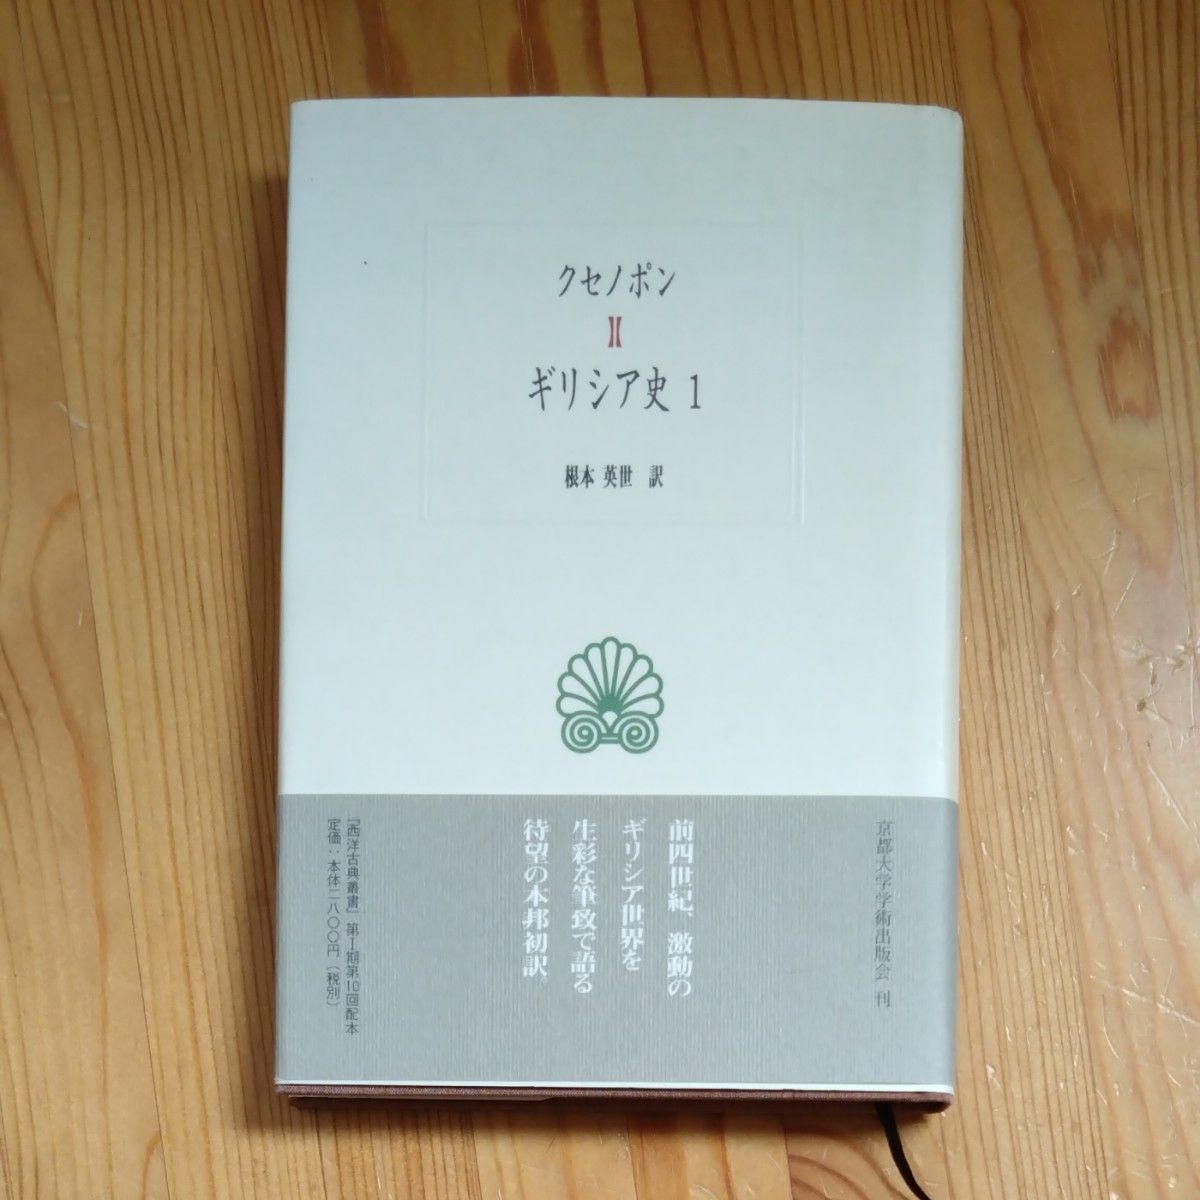 クセノポン
ギリシア史 1
根本 英世 訳
京都大学学術出版会 刊
前四世紀、激動の
ギリシア世界を
生彩な筆致で語る
待望の本邦初訳。
『西洋古典叢書』第Ⅰ期第10回配本
定価：本体二八〇〇円（税別）